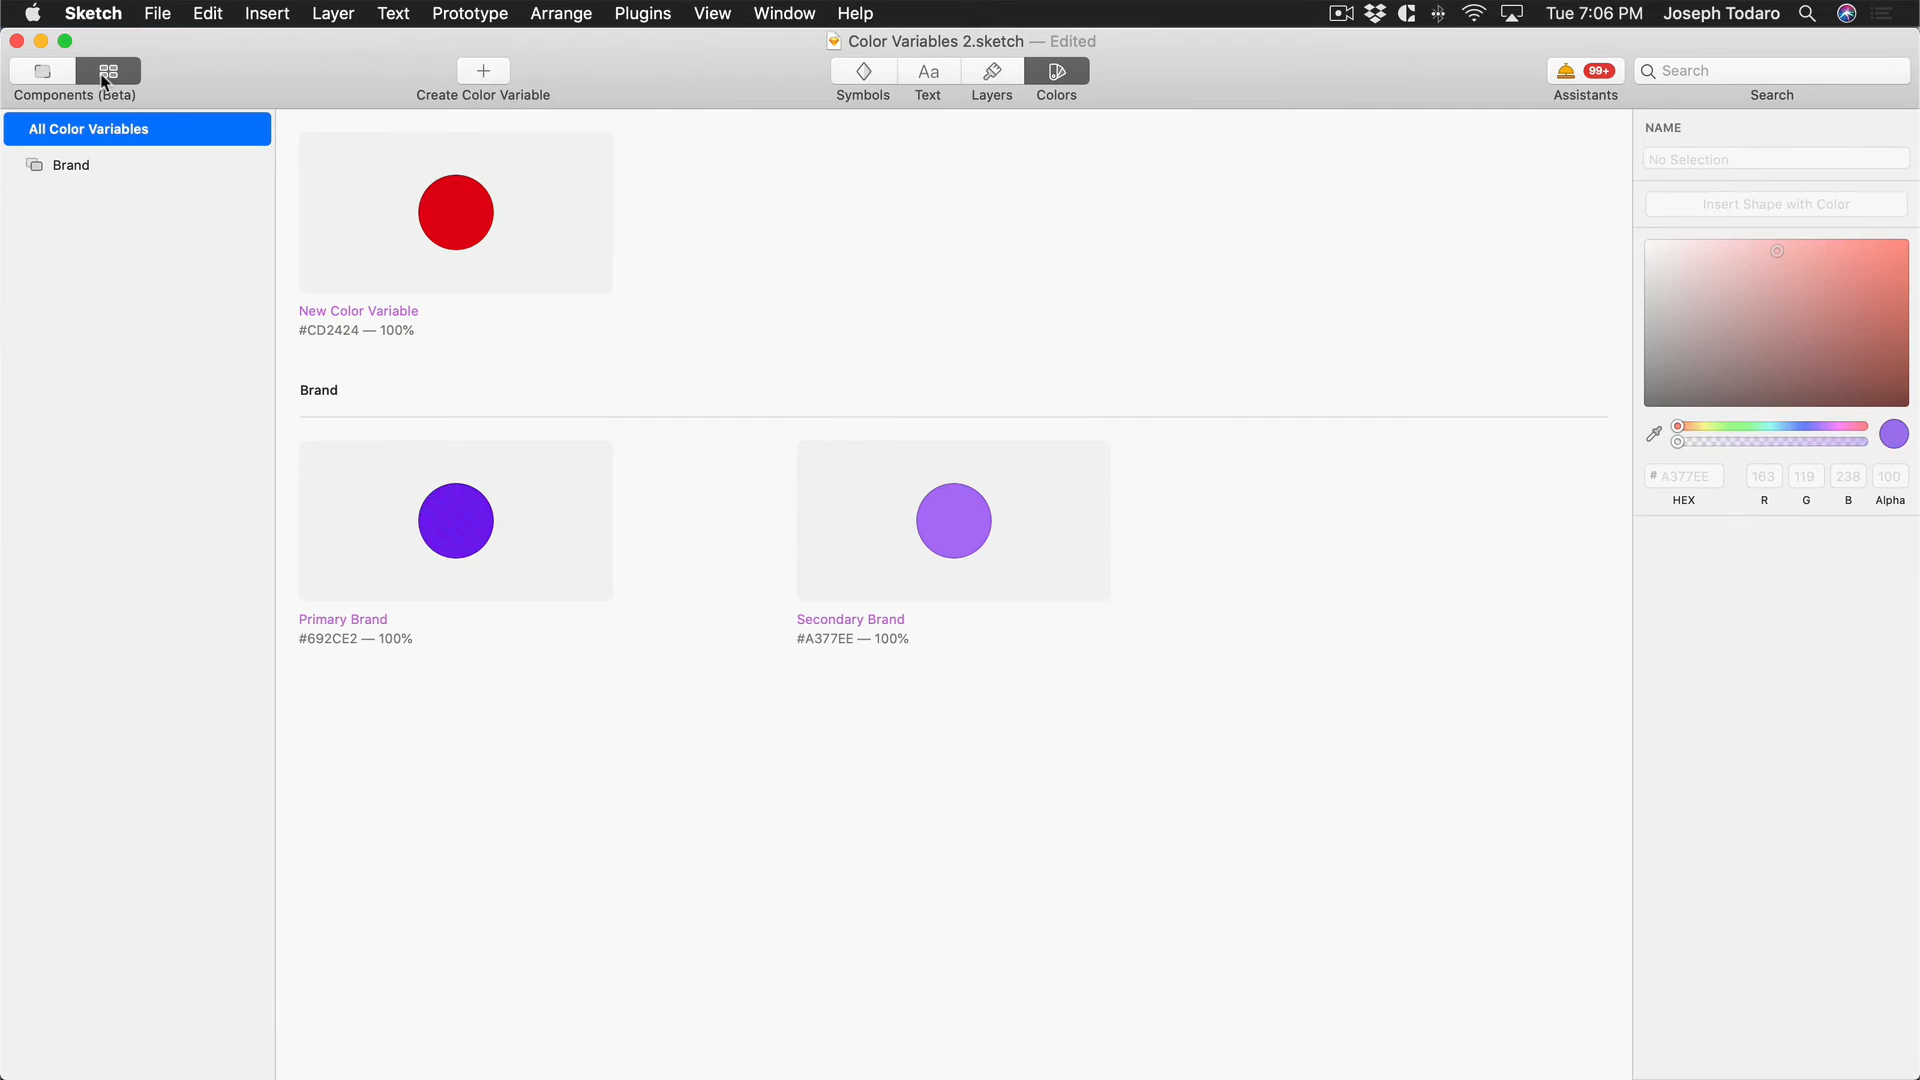 Sketch File Edit Insert Layer Text Prototype Arrange Plugins View Window Help Tue 7:06 PM Joseph Todaro
Color Variables 2.sketch — Edited
Aa 99+ Search
Components (Beta) Create Color Variable Symbols Text Layers Colors Assistants Search
All Color Variables
Brand
New Color Variable
#CD2424 — 100%
Brand
Primary Brand
#692CE2 — 100%
Secondary Brand
#A377EE — 100%
NAME
No Selection
Insert Shape with Color
# A377EE 163 119 238 100
HEX R G B Alpha